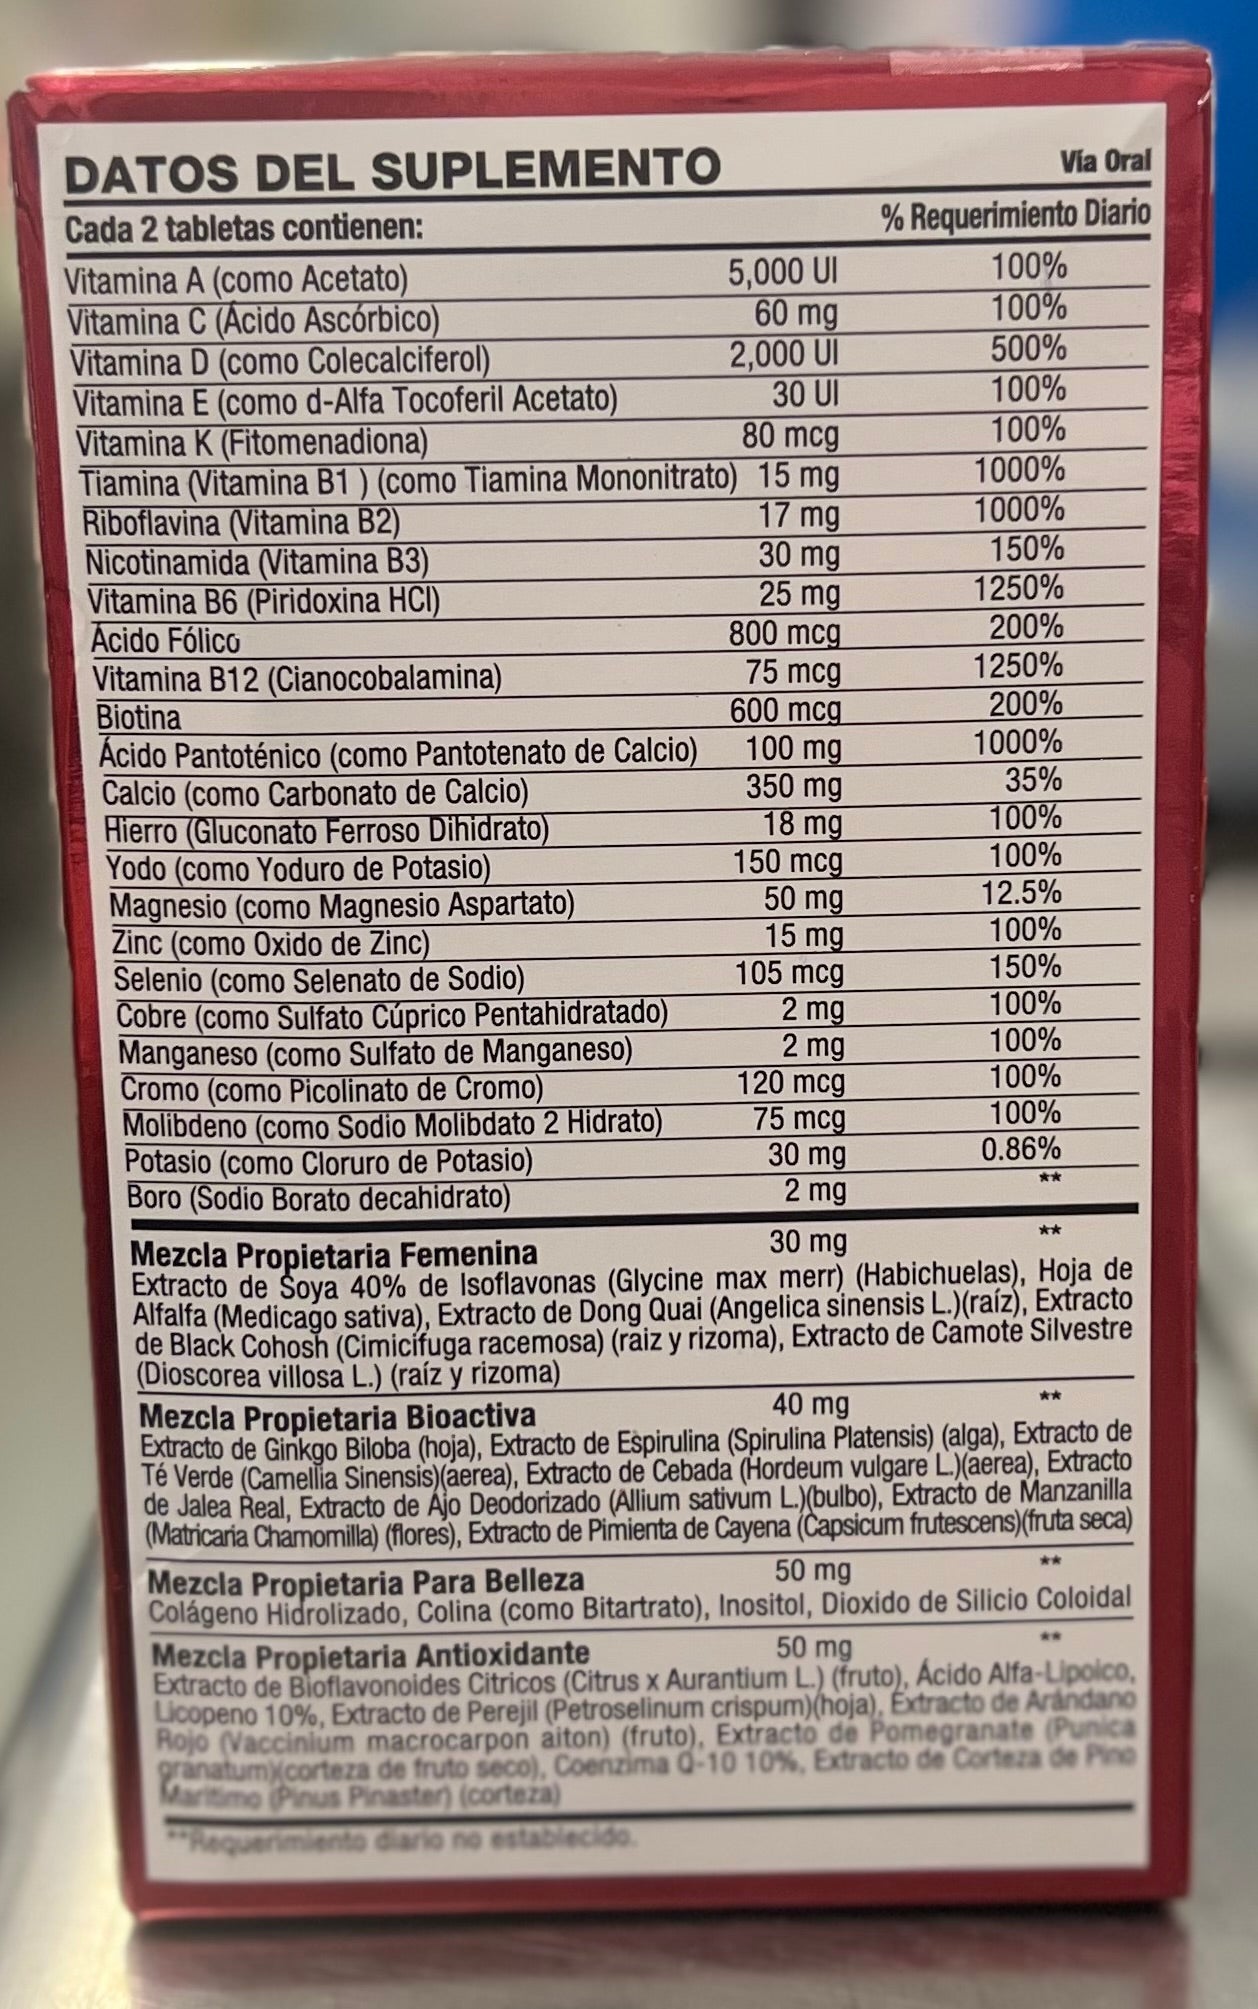 DATOS DEL SUPLEMENTO Vía Oral
Cada 2 tabletas contienen: % Requerimiento Diario
Vitamina A (como Acetato) 5,000 UI 100%
Vitamina C (Ácido Ascórbico) 60 mg 100%
Vitamina D (como Colecalciferol) 2,000 UI 500%
Vitamina E (como d-Alfa Tocoferil Acetato) 30 UI 100%
Vitamina K (Fitomenadiona) 80 mcg 100%
Tiamina (Vitamina B1 ) (como Tiamina Mononitrato) 15 mg 1000%
Riboflavina (Vitamina B2) 17 mg 1000%
Nicotinamida (Vitamina B3) 30 mg 150%
Vitamina B6 (Piridoxina HCl) 25 mg 1250%
Ácido Fólico 800 mcg 200%
Vitamina B12 (Cianocobalamina) 75 mcg 1250%
Biotina 600 mcg 200%
Ácido Pantoténico (como Pantotenato de Calcio) 100 mg 1000%
Calcio (como Carbonato de Calcio) 350 mg 35%
Hierro (Gluconato Ferroso Dihidrato) 18 mg 100%
Yodo (como Yoduro de Potasio) 150 mcg 100%
Magnesio (como Magnesio Aspartato) 50 mg 12.5%
Zinc (como Oxido de Zinc) 15 mg 100%
Selenio (como Selenato de Sodio) 105 mcg 150%
Cobre (como Sulfato Cúprico Pentahidratado) 2 mg 100%
Manganeso (como Sulfato de Manganeso) 2 mg 100%
Cromo (como Picolinato de Cromo) 120 mcg 100%
Molibdeno (como Sodio Molibdato 2 Hidrato) 75 mcg 100%
Potasio (como Cloruro de Potasio) 30 mg 0.86%
Boro (Sodio Borato decahidrato) 2 mg **
Mezcla Propietaria Femenina 30 mg **
Extracto de Soya 40% de Isoflavonas (Glycine max merr) (Habichuelas), Hoja de
Alfalfa (Medicago sativa), Extracto de Dong Quai (Angelica sinensis L.)(raíz), Extracto
de Black Cohosh (Cimicifuga racemosa) (raiz y rizoma), Extracto de Camote Silvestre
(Dioscorea villosa L.) (raíz y rizoma)
Mezcla Propietaria Bioactiva 40 mg **
Extracto de Ginkgo Biloba (hoja), Extracto de Espirulina (Spirulina Platensis) (alga), Extracto de
Té Verde (Camellia Sinensis)(aerea), Extracto de Cebada (Hordeum vulgare L.)(aerea), Extracto
de Jalea Real, Extracto de Ajo Deodorizado (Allium sativum L.)(bulbo), Extracto de Manzanilla
(Matricaria Chamomilla) (flores), Extracto de Pimienta de Cayena (Capsicum frutescens)(fruta seca)
Mezcla Propietaria Para Belleza 50 mg **
Colágeno Hidrolizado, Colina (como Bitartrato), Inositol, Dioxido de Silicio Coloidal
Mezcla Propietaria Antioxidante 50 mg **
Extracto de Bioflavonoides Citricos (Citrus x Aurantium L.) (fruto), Ácido Alfa-Lipoico,
Licopeno 10%, Extracto de Perejil (Petroselinum crispum)(hoja), Extracto de Arándano
Rojo (Vaccinium macrocarpon aiton) (fruto), Extracto de Pomegranate (Punica
granatum)(corteza de fruto seco), Coenzima Q-10 10%, Extracto de Corteza de Pino
Maritimo (Pinus Pinaster) (corteza)
**Requerimiento diario no establecido.